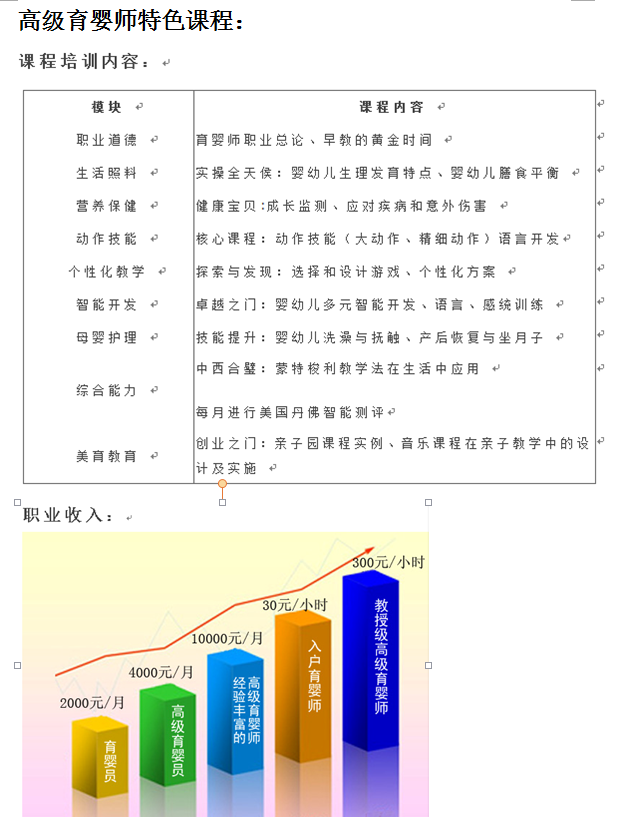 高级育婴师特色课程：
课程培训内容：
模块 课程内容
职业道德 育婴师职业总论、早教的黄金时间
生活照料 实操全天侯：婴幼儿生理发育特点、婴幼儿膳食平衡
营养保健 健康宝贝:成长监测、应对疾病和意外伤害
动作技能 核心课程：动作技能（大动作、精细动作）语言开发
个性化教学 探索与发现：选择和设计游戏、个性化方案
智能开发 卓越之门：婴幼儿多元智能开发、语言、感统训练
母婴护理 技能提升：婴幼儿洗澡与抚触、产后恢复与坐月子
中西合璧：蒙特梭利教学法在生活中应用
综合能力
每月进行美国丹佛智能测评
美育教育 创业之门：亲子园课程实例、音乐课程在亲子教学中的设
计及实施
职业收入：
300元/小时
30元/小时
10000元/月
4000元/月
2000元/月
育婴员
高级育婴员
经验丰富的
高级育婴师
入户育婴师
教授级高级育婴师